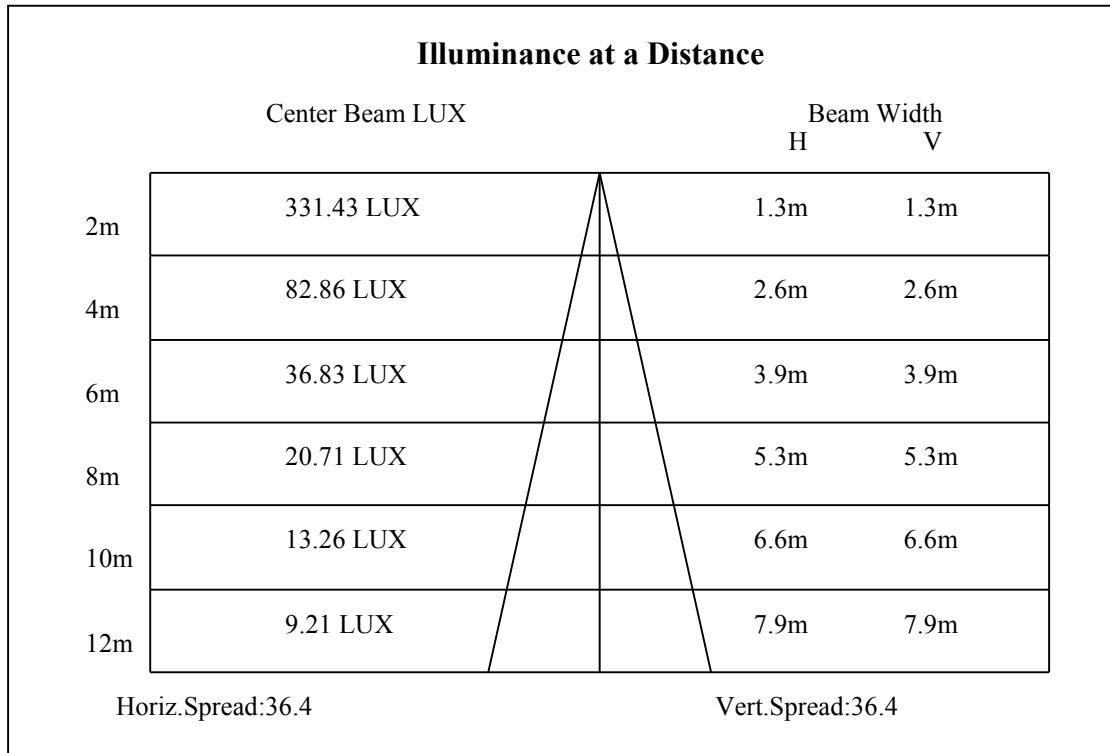 Illuminance at a Distance
Center Beam LUX Beam Width
H V
2m 331.43 LUX 1.3m 1.3m
4m 82.86 LUX 2.6m 2.6m
6m 36.83 LUX 3.9m 3.9m
8m 20.71 LUX 5.3m 5.3m
10m 13.26 LUX 6.6m 6.6m
12m 9.21 LUX 7.9m 7.9m
Horiz.Spread:36.4 Vert.Spread:36.4